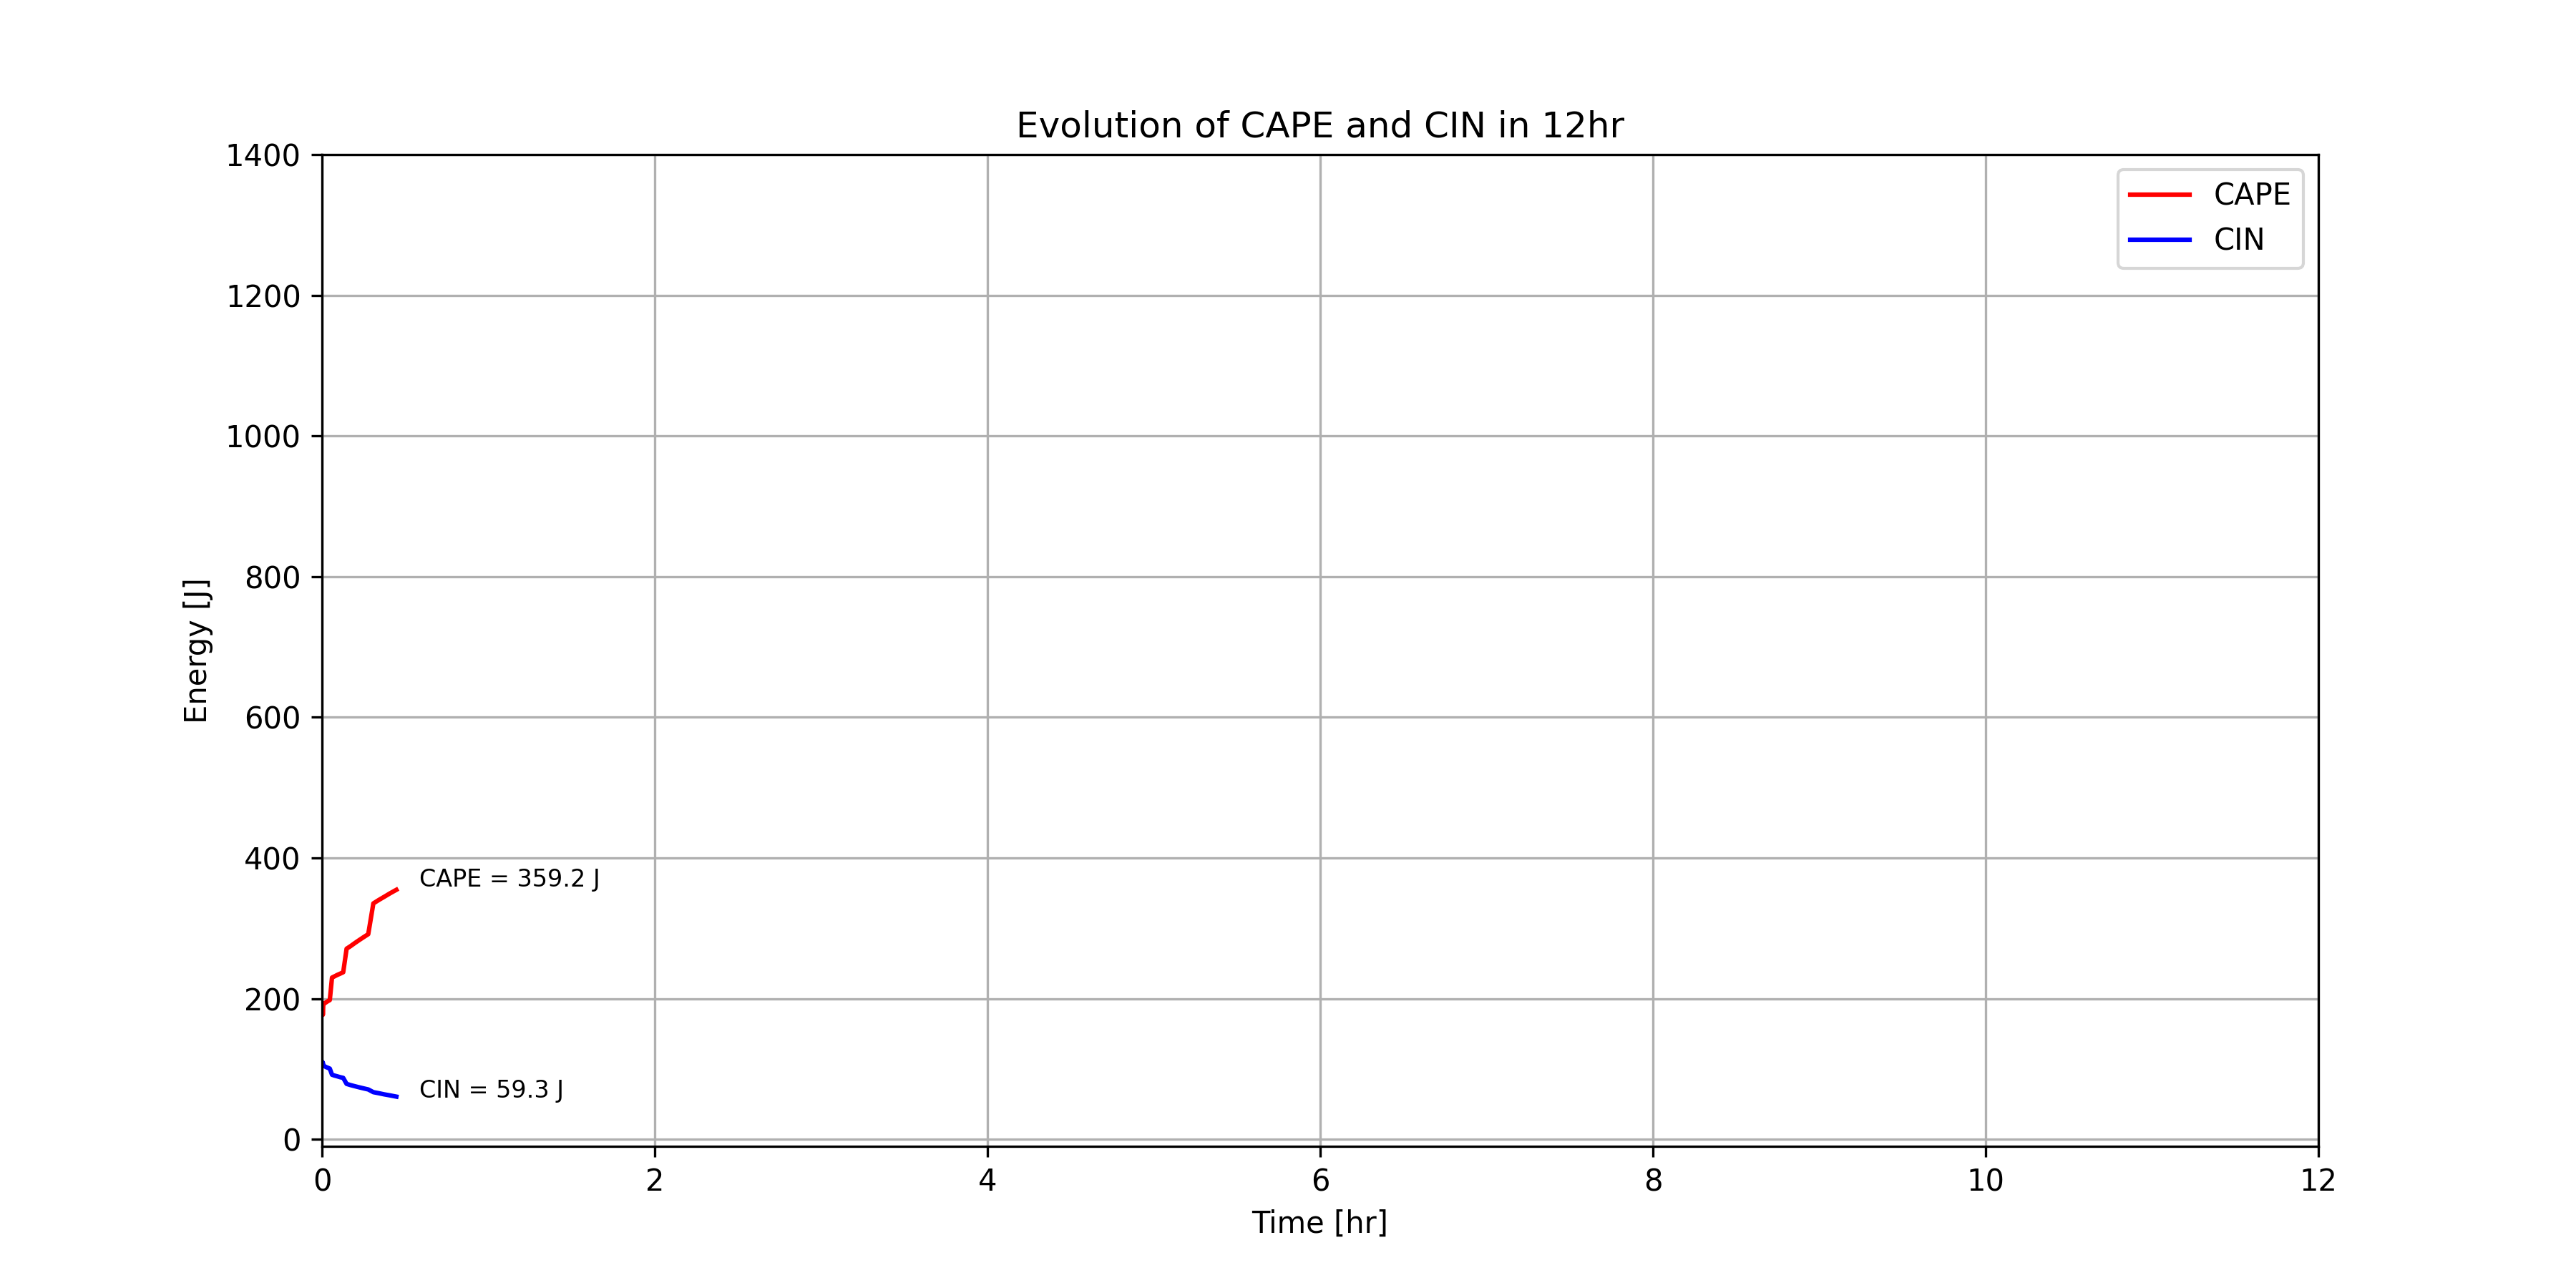 Evolution of CAPE and CIN in 12hr
1400
1200
1000
800
600
400
200
0
Energy [J]
CAPE
CIN
CAPE = 359.2 J
CIN = 59.3 J
0 2 4 6 8 10 12
Time [hr]